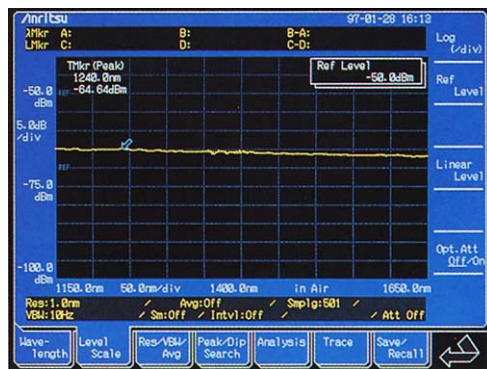 Anritsu 97-01-28 16:13
λMkr A: B: B-A:
LMkr C: D: C-D:
Log
(/div)
TMkr(Peak)
1240.0nm
-64.64dBm
Ref Level
-50.0dBm
Ref
Level
-50.0
dBm
REF
5.0dB
/div
REF
Linear
Level
-75.0
dBm
Opt.Att
Off/On
-100.0
dBm
1150.0nm 50.0nm/div 1400.0nm in Air 1650.0nm
Res:1.0nm / Avg:Off / Smplg:501 /
VBW:10Hz / Sm:Off / Intvl:Off / / Att Off
Wave-
length
Level
Scale
Res/VBW/
Avg
Peak/Dip
Search
Analysis
Trace
Save/
Recall